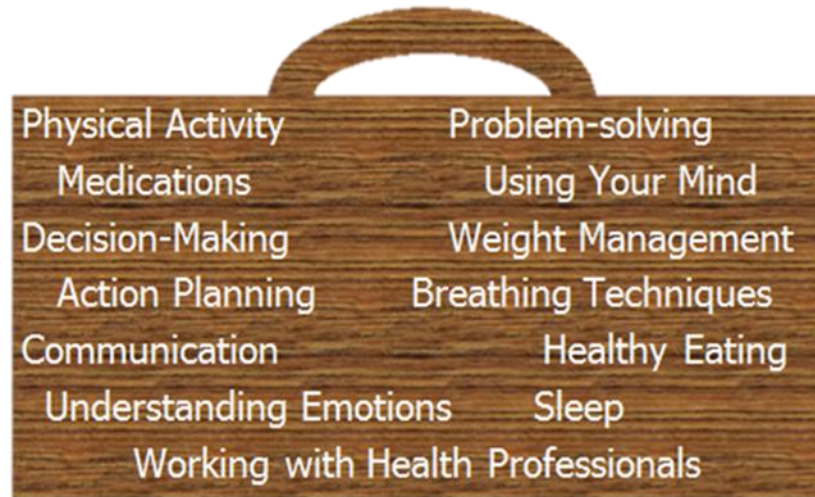 Physical Activity Problem-solving
Medications Using Your Mind
Decision-Making Weight Management
Action Planning Breathing Techniques
Communication Healthy Eating
Understanding Emotions Sleep
Working with Health Professionals